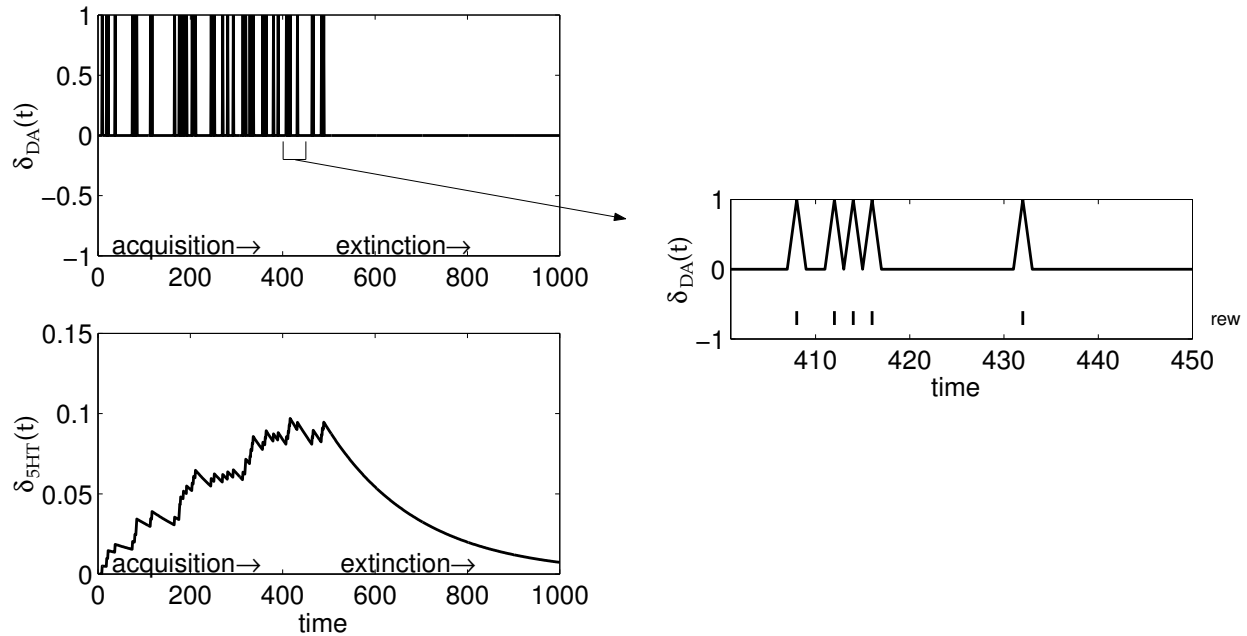 1
0.5
0
−0.5
−1
δDA(t)
acquisition→ extinction→
0 200 400 600 800 1000
1
0
−1
δDA(t)
rew
410 420 430 440 450
time
0.15
0.1
0.05
0
δ5HT(t)
acquisition→ extinction→
0 200 400 600 800 1000
time